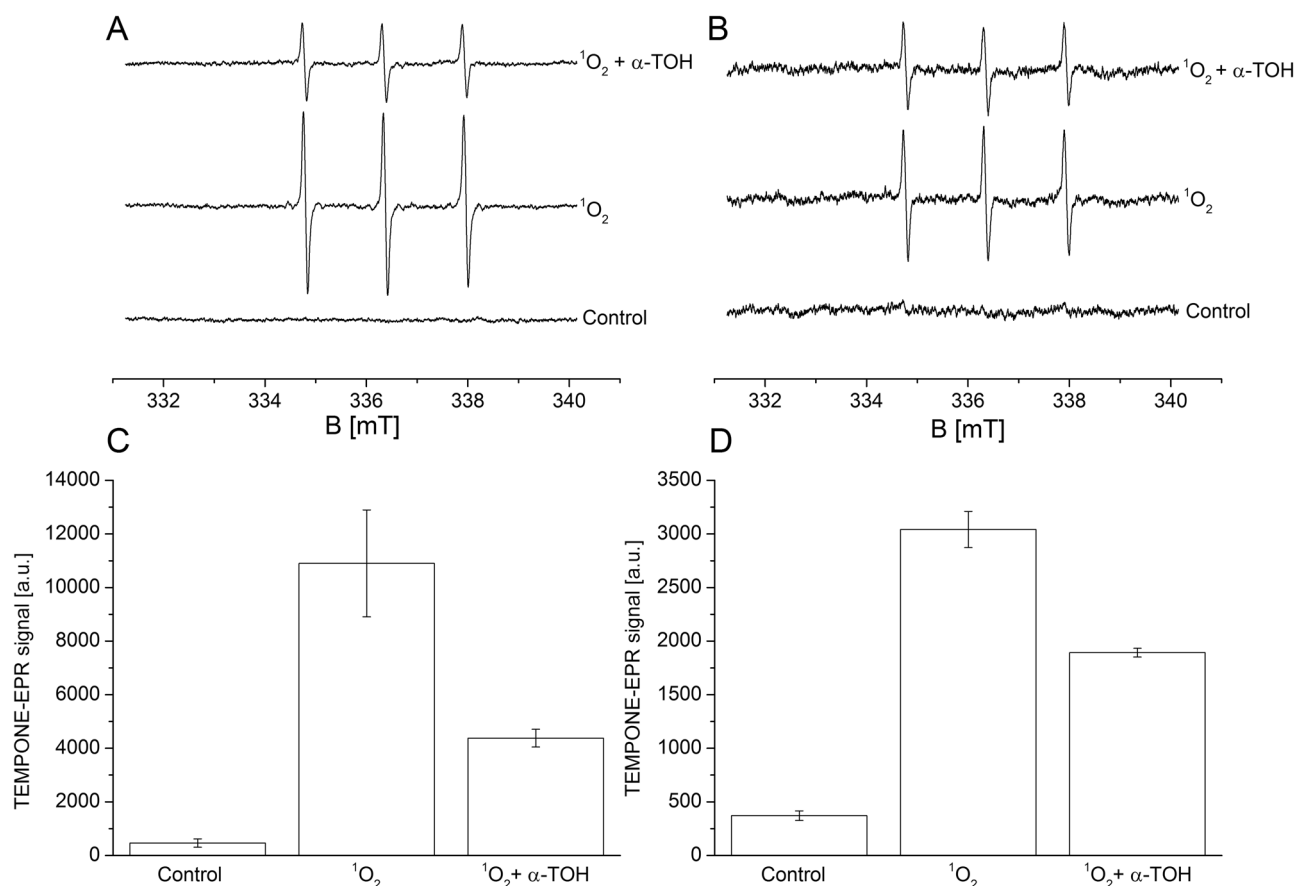 A
¹O₂ + α-TOH
¹O₂
Control
332 334 336 338 340
B [mT]
B
¹O₂ + α-TOH
¹O₂
Control
332 334 336 338 340
B [mT]
C
TEMPONE-EPR signal [a.u.]
14000
12000
10000
8000
6000
4000
2000
0
Control ¹O₂ ¹O₂+ α-TOH
D
TEMPONE-EPR signal [a.u.]
3500
3000
2500
2000
1500
1000
500
0
Control ¹O₂ ¹O₂+ α-TOH